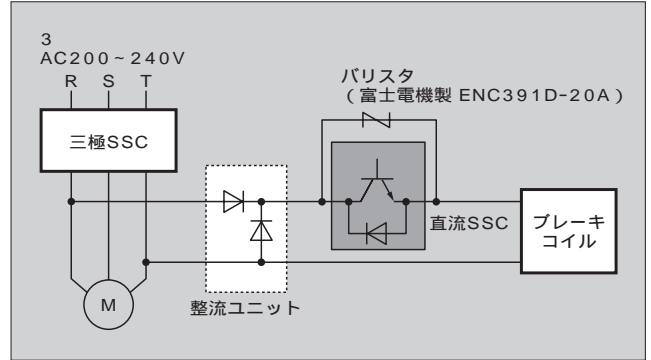 3
AC200~240V
R S T
三極SSC
バリスタ
(富士電機製 ENC391D-20A)
直流SSC
ブレーキ
コイル
M
整流ユニット